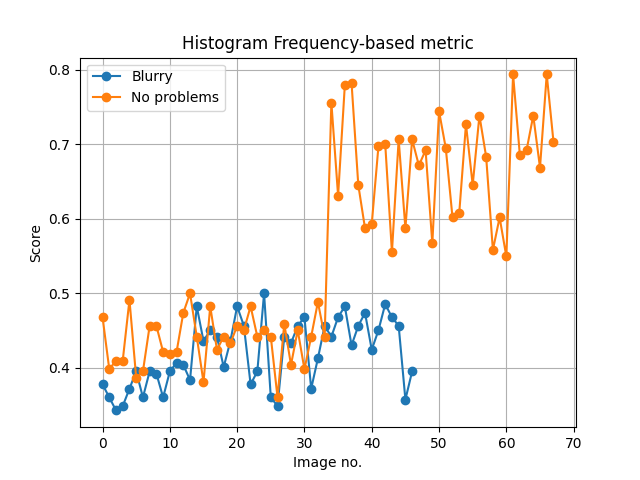 Histogram Frequency-based metric
Blurry
No problems
0.8
0.7
0.6
0.5
0.4
Score
0 10 20 30 40 50 60 70
Image no.